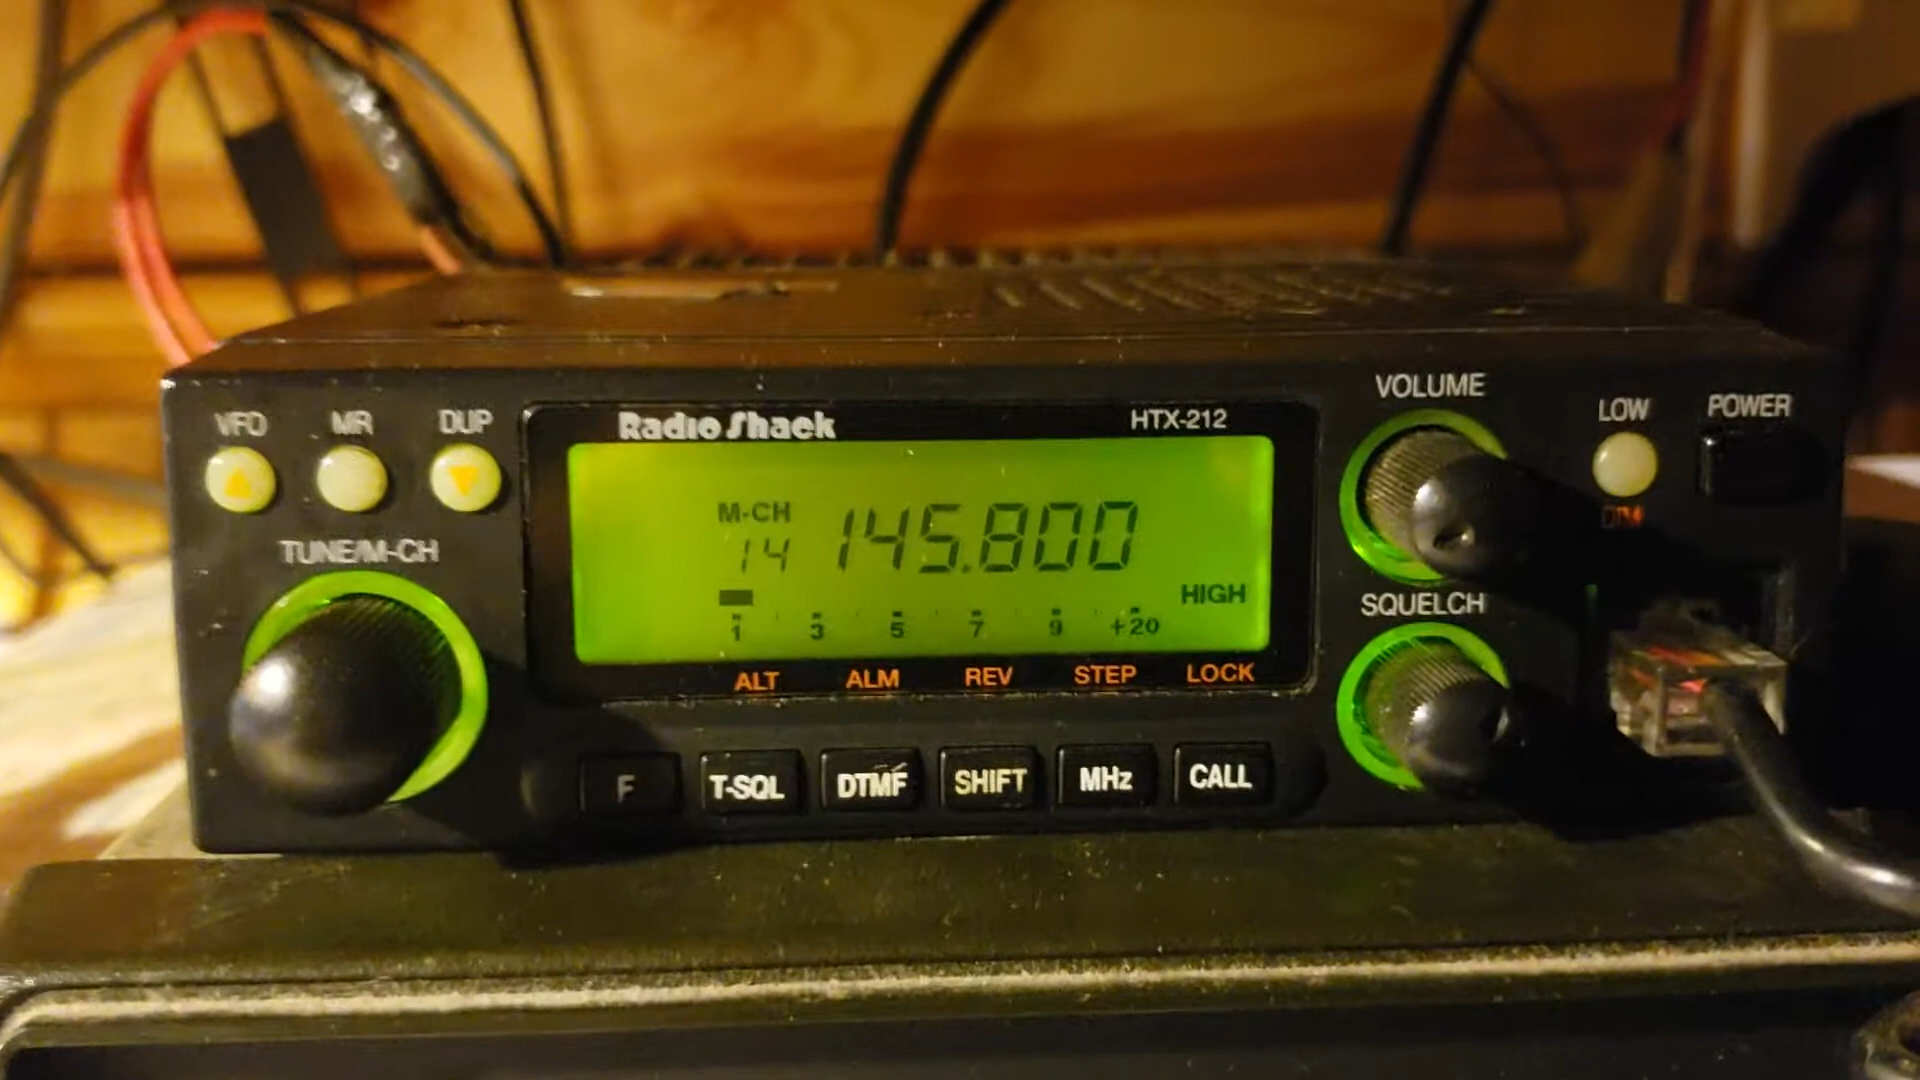 VFO MR DUP
TUNE/M-CH
Radio Shack HTX-212
M-CH
14 145.800
HIGH
1 3 5 7 9 +20
ALT ALM REV STEP LOCK
F T-SQL DTMF SHIFT MHz CALL
VOLUME
SQUELCH
LOW POWER
DIM